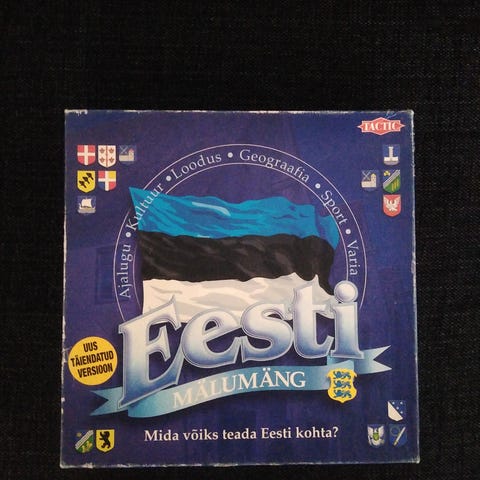 TACTIC
Ajalugu • Kultuur • Loodus • Geograafia • Sport • Varia
Eesti
MÄLUMÄNG
UUS
TÄIENDATUD
VERSIOON
Mida võiks teada Eesti kohta?